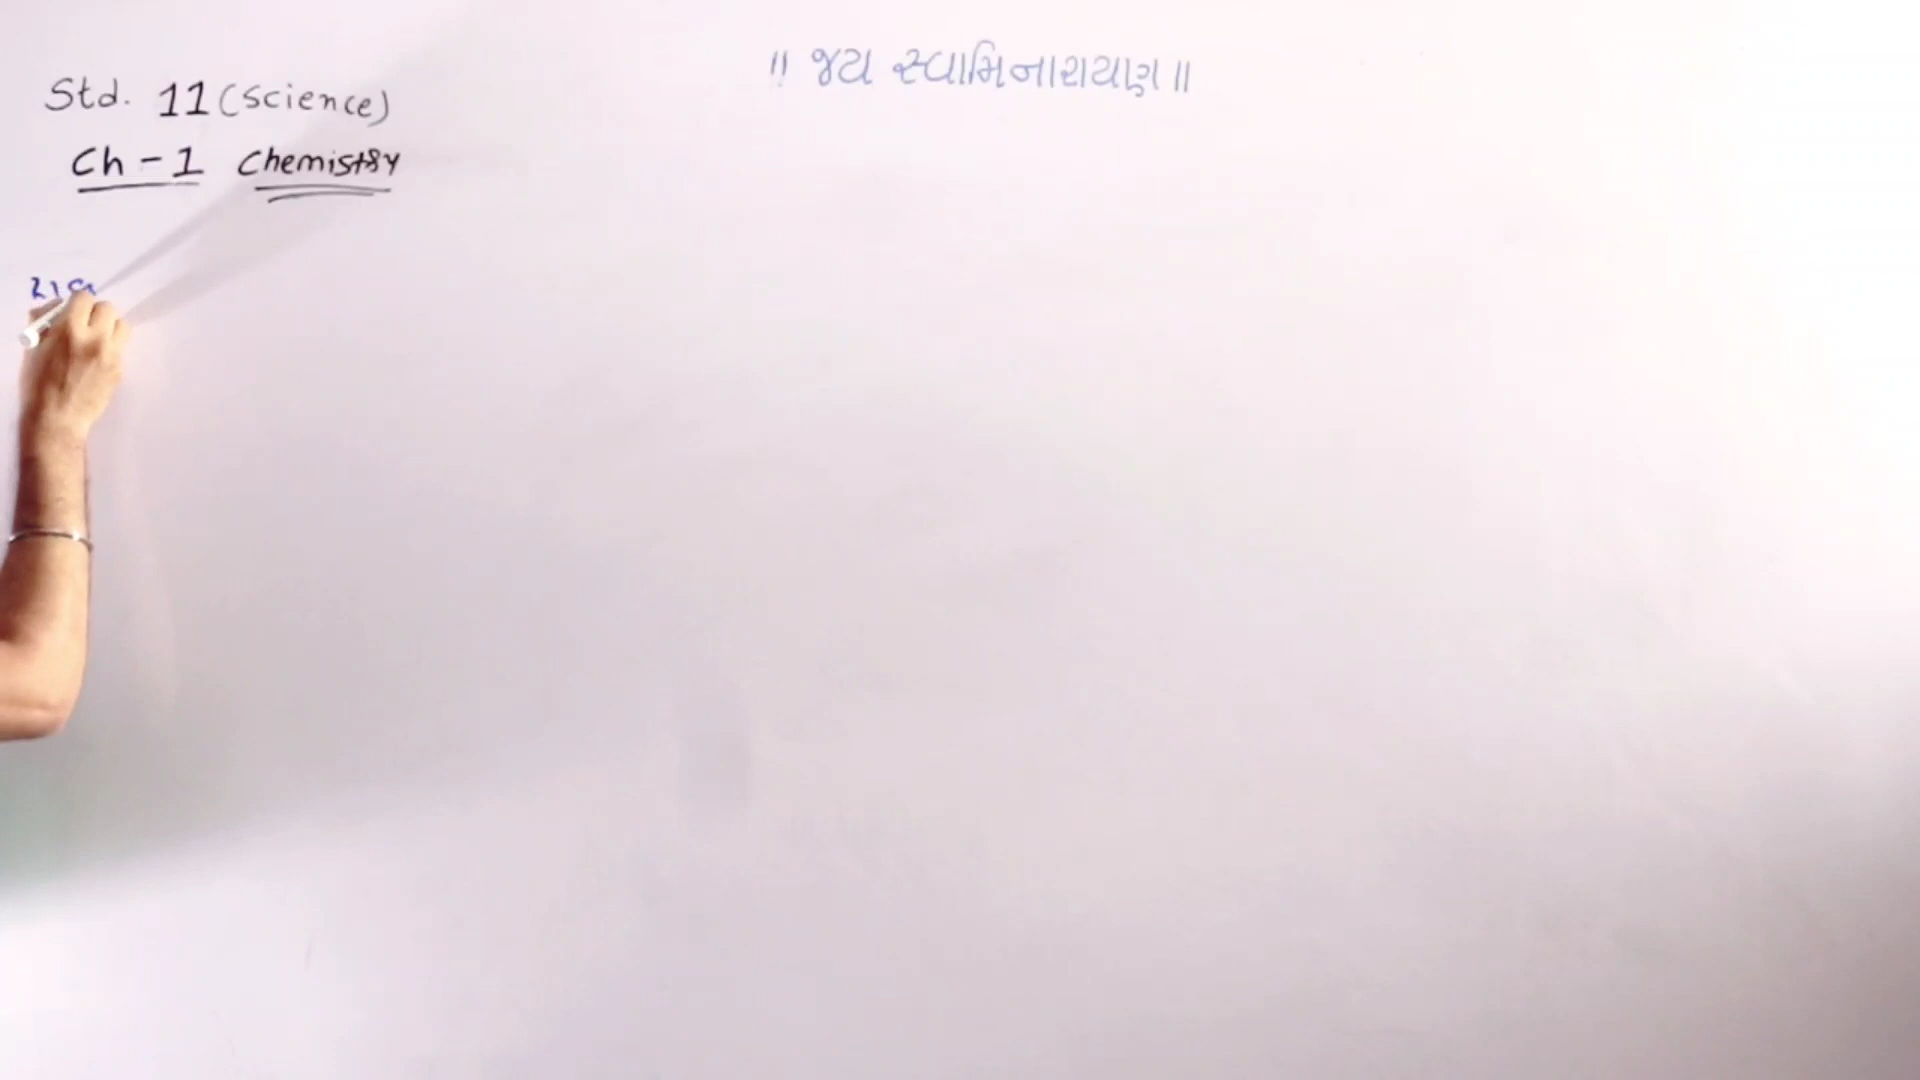 ॥ જય સ્વામિનારાયણ ॥
Std. 11 (Science)
Ch - 1 Chemistry